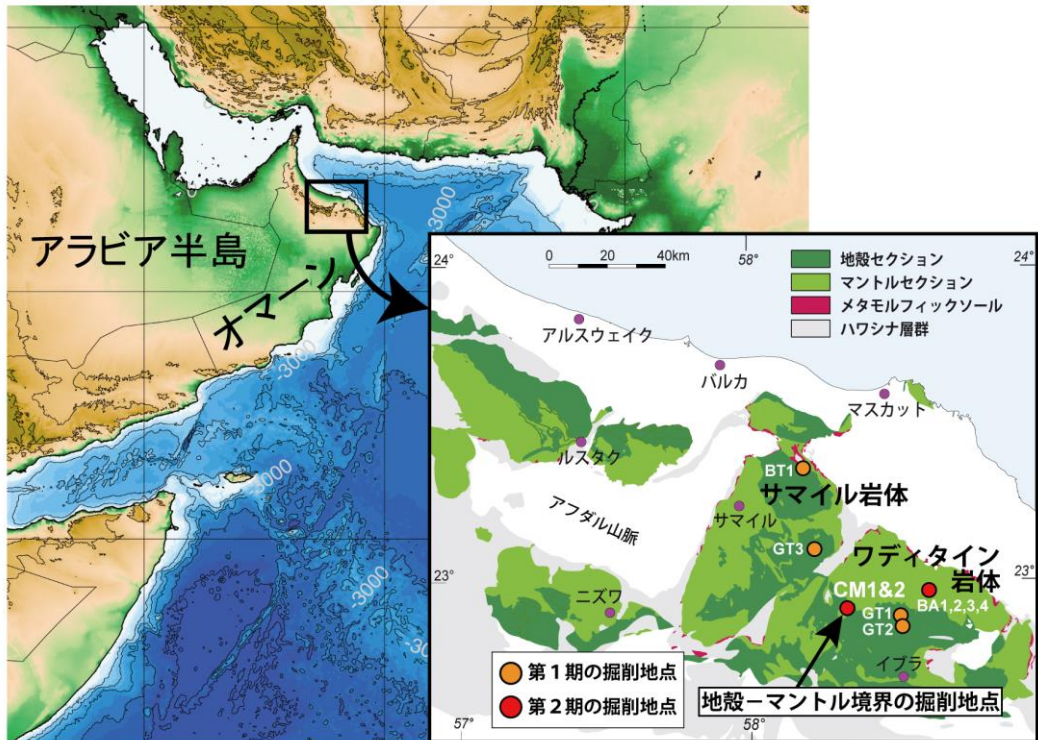 アラビア半島
オマーン
-3000
-3000
-3000
-3000
-3000
-3000
24°
58°
24°
0 20 40km
地殻セクション
マントルセクション
メタモルフィックソール
ハワシナ層群
アルスウェイク
バルカ
マスカット
ルスタク
BT1
サマイル岩体
サマイル
アフダル山脈
GT3
ワディタイン
岩体
23°
23°
CM1&2
BA1,2,3,4
ニズワ
GT1
GT2
イブラ
第1期の掘削地点
第2期の掘削地点
地殻−マントル境界の掘削地点
57°
58°